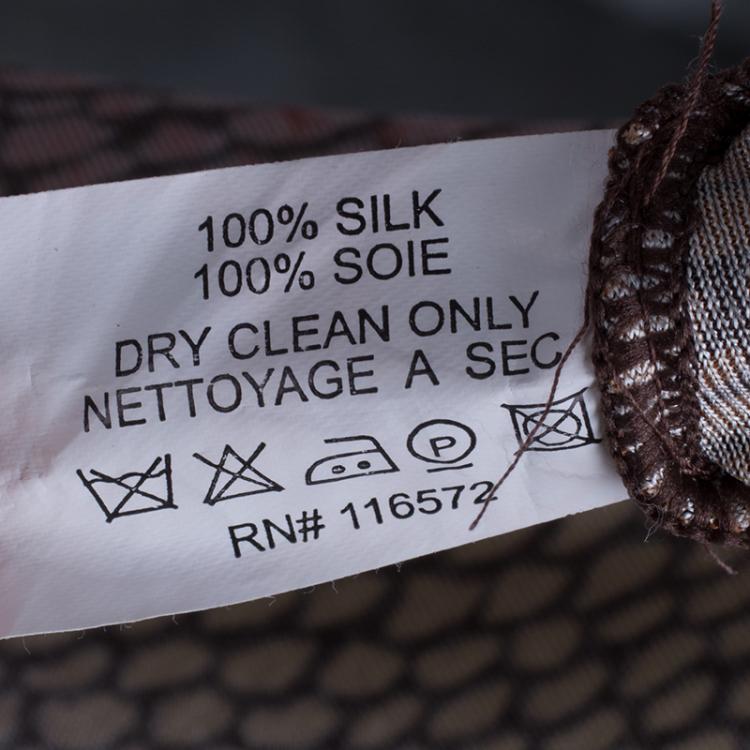 100% SILK
100% SOIE
DRY CLEAN ONLY
NETTOYAGE A SEC
P
RN# 116572